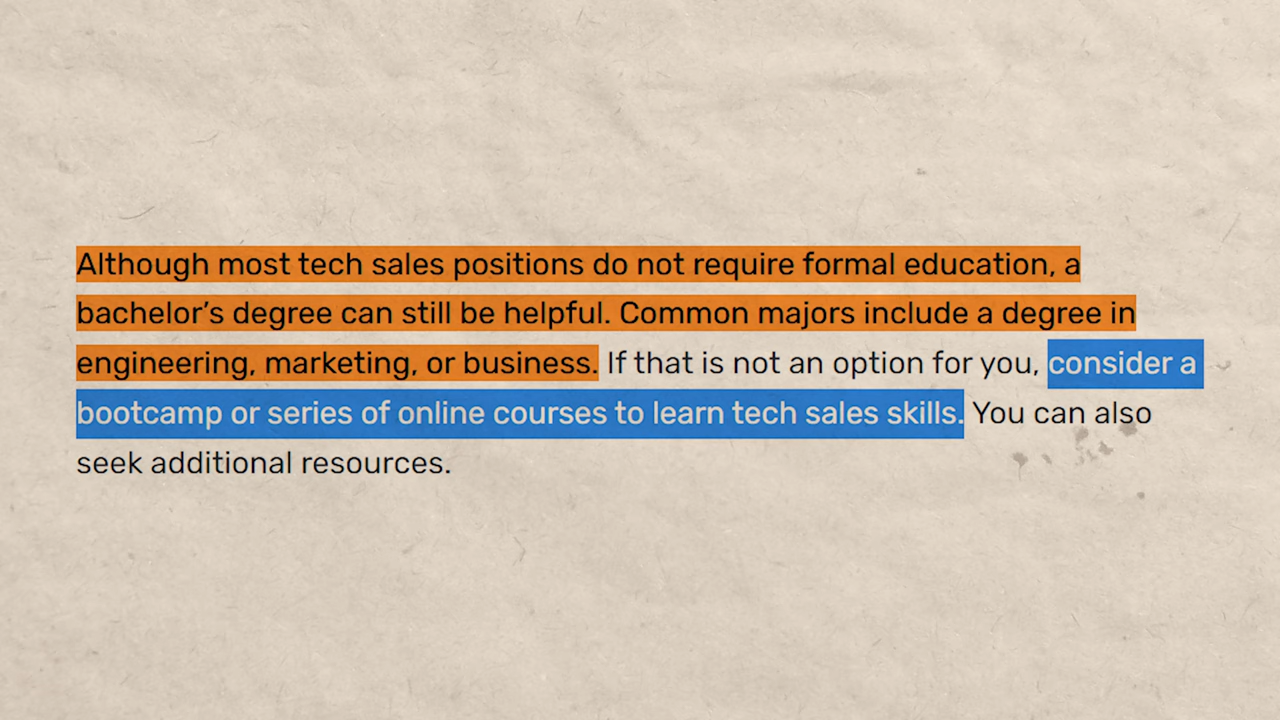 Although most tech sales positions do not require formal education, a
bachelor’s degree can still be helpful. Common majors include a degree in
engineering, marketing, or business. If that is not an option for you, consider a
bootcamp or series of online courses to learn tech sales skills. You can also
seek additional resources.